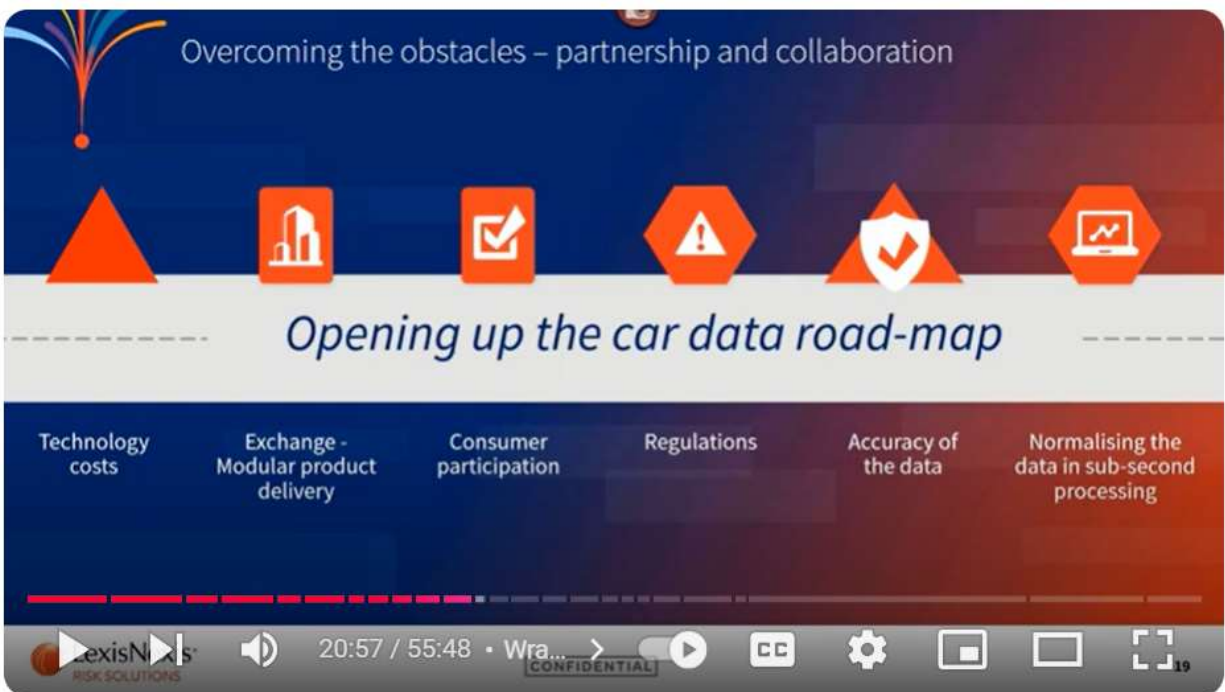 Overcoming the obstacles – partnership and collaboration
Opening up the car data road-map
Technology
costs
Exchange -
Modular product
delivery
Consumer
participation
Regulations
Accuracy of
the data
Normalising the
data in sub-second
processing
20:57 / 55:48 • Wra...
CC
RISK SOLUTIONS
CONFIDENTIAL
19